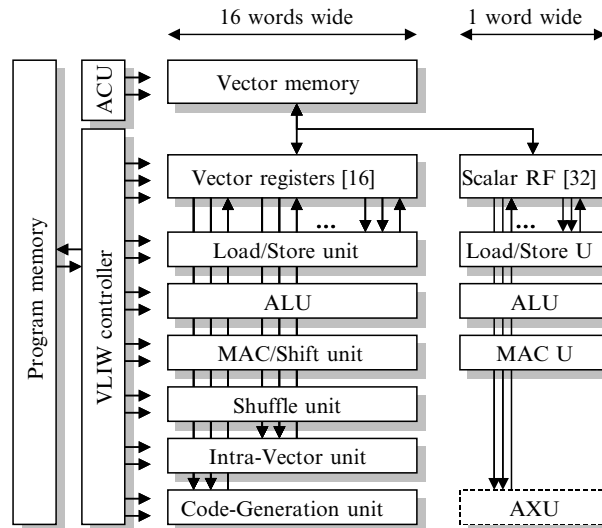 16 words wide
1 word wide
Program memory
ACU
VLIW controller
Vector memory
Vector registers [16]
Scalar RF [32]
...
...
Load/Store unit
Load/Store U
ALU
ALU
MAC/Shift unit
MAC U
Shuffle unit
Intra-Vector unit
Code-Generation unit
AXU